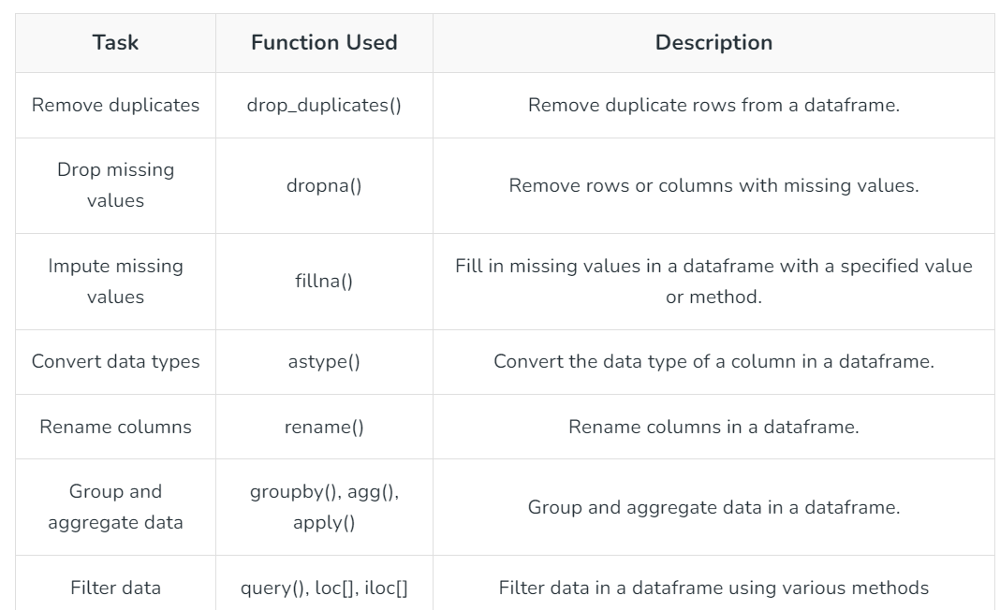 Task Function Used Description
Remove duplicates drop_duplicates() Remove duplicate rows from a dataframe.
Drop missing
values
dropna()
Remove rows or columns with missing values.
Impute missing
values
fillna()
Fill in missing values in a dataframe with a specified value
or method.
Convert data types astype() Convert the data type of a column in a dataframe.
Rename columns rename() Rename columns in a dataframe.
Group and
aggregate data
groupby(), agg(),
apply()
Group and aggregate data in a dataframe.
Filter data query(), loc[], iloc[] Filter data in a dataframe using various methods